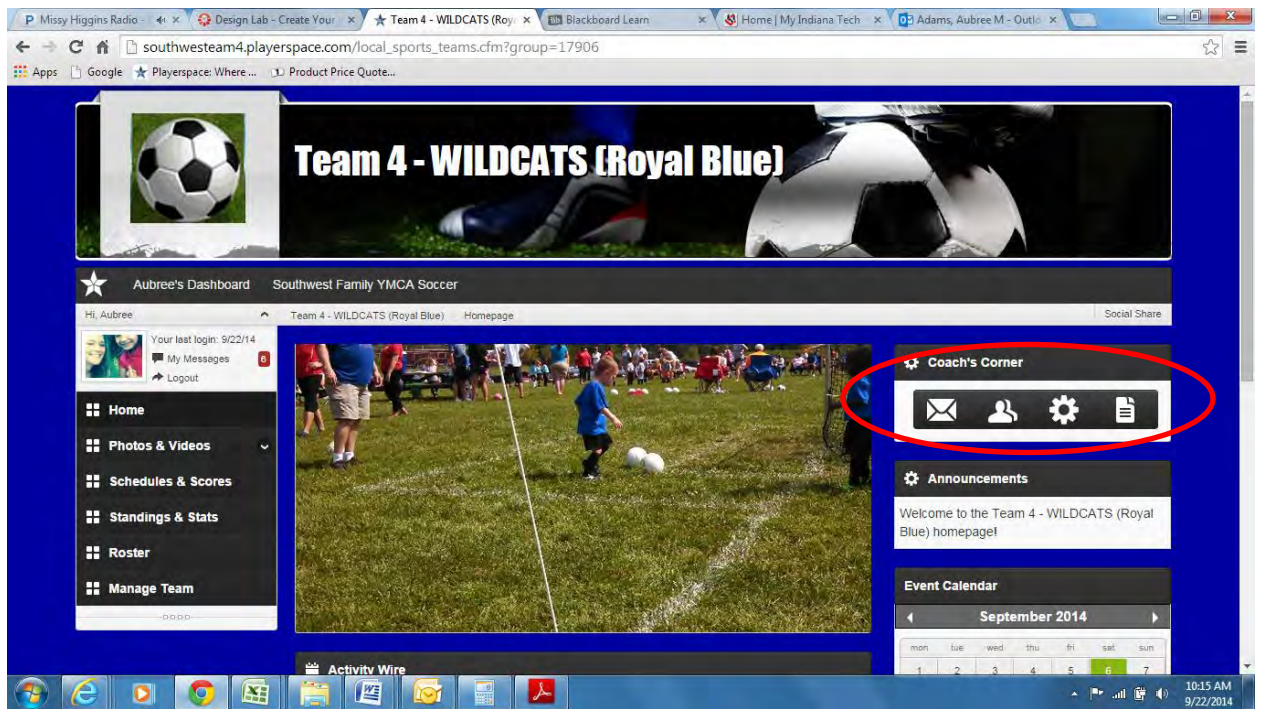 Missy Higgins Radio -
Design Lab - Create Your
Team 4 - WILDCATS (Roy
Bb Blackboard Learn
Home | My Indiana Tech
Adams, Aubree M - Outlo
southwesteam4.playerspace.com/local_sports_teams.cfm?group=17906
Apps Google Playerspace: Where ... Product Price Quote...
Team 4 - WILDCATS (Royal Blue)
Aubree's Dashboard Southwest Family YMCA Soccer
Hi, Aubree
Team 4 - WILDCATS (Royal Blue) Homepage Social Share
Your last login: 9/22/14
My Messages 6
Logout
Home
Photos & Videos
Schedules & Scores
Standings & Stats
Roster
Manage Team
Activity Wire
Coach's Corner
Announcements
Welcome to the Team 4 - WILDCATS (Royal
Blue) homepage!
Event Calendar
September 2014
mon tue wed thu fri sat sun
1 2 3 4 5 6 7
10:15 AM
9/22/2014